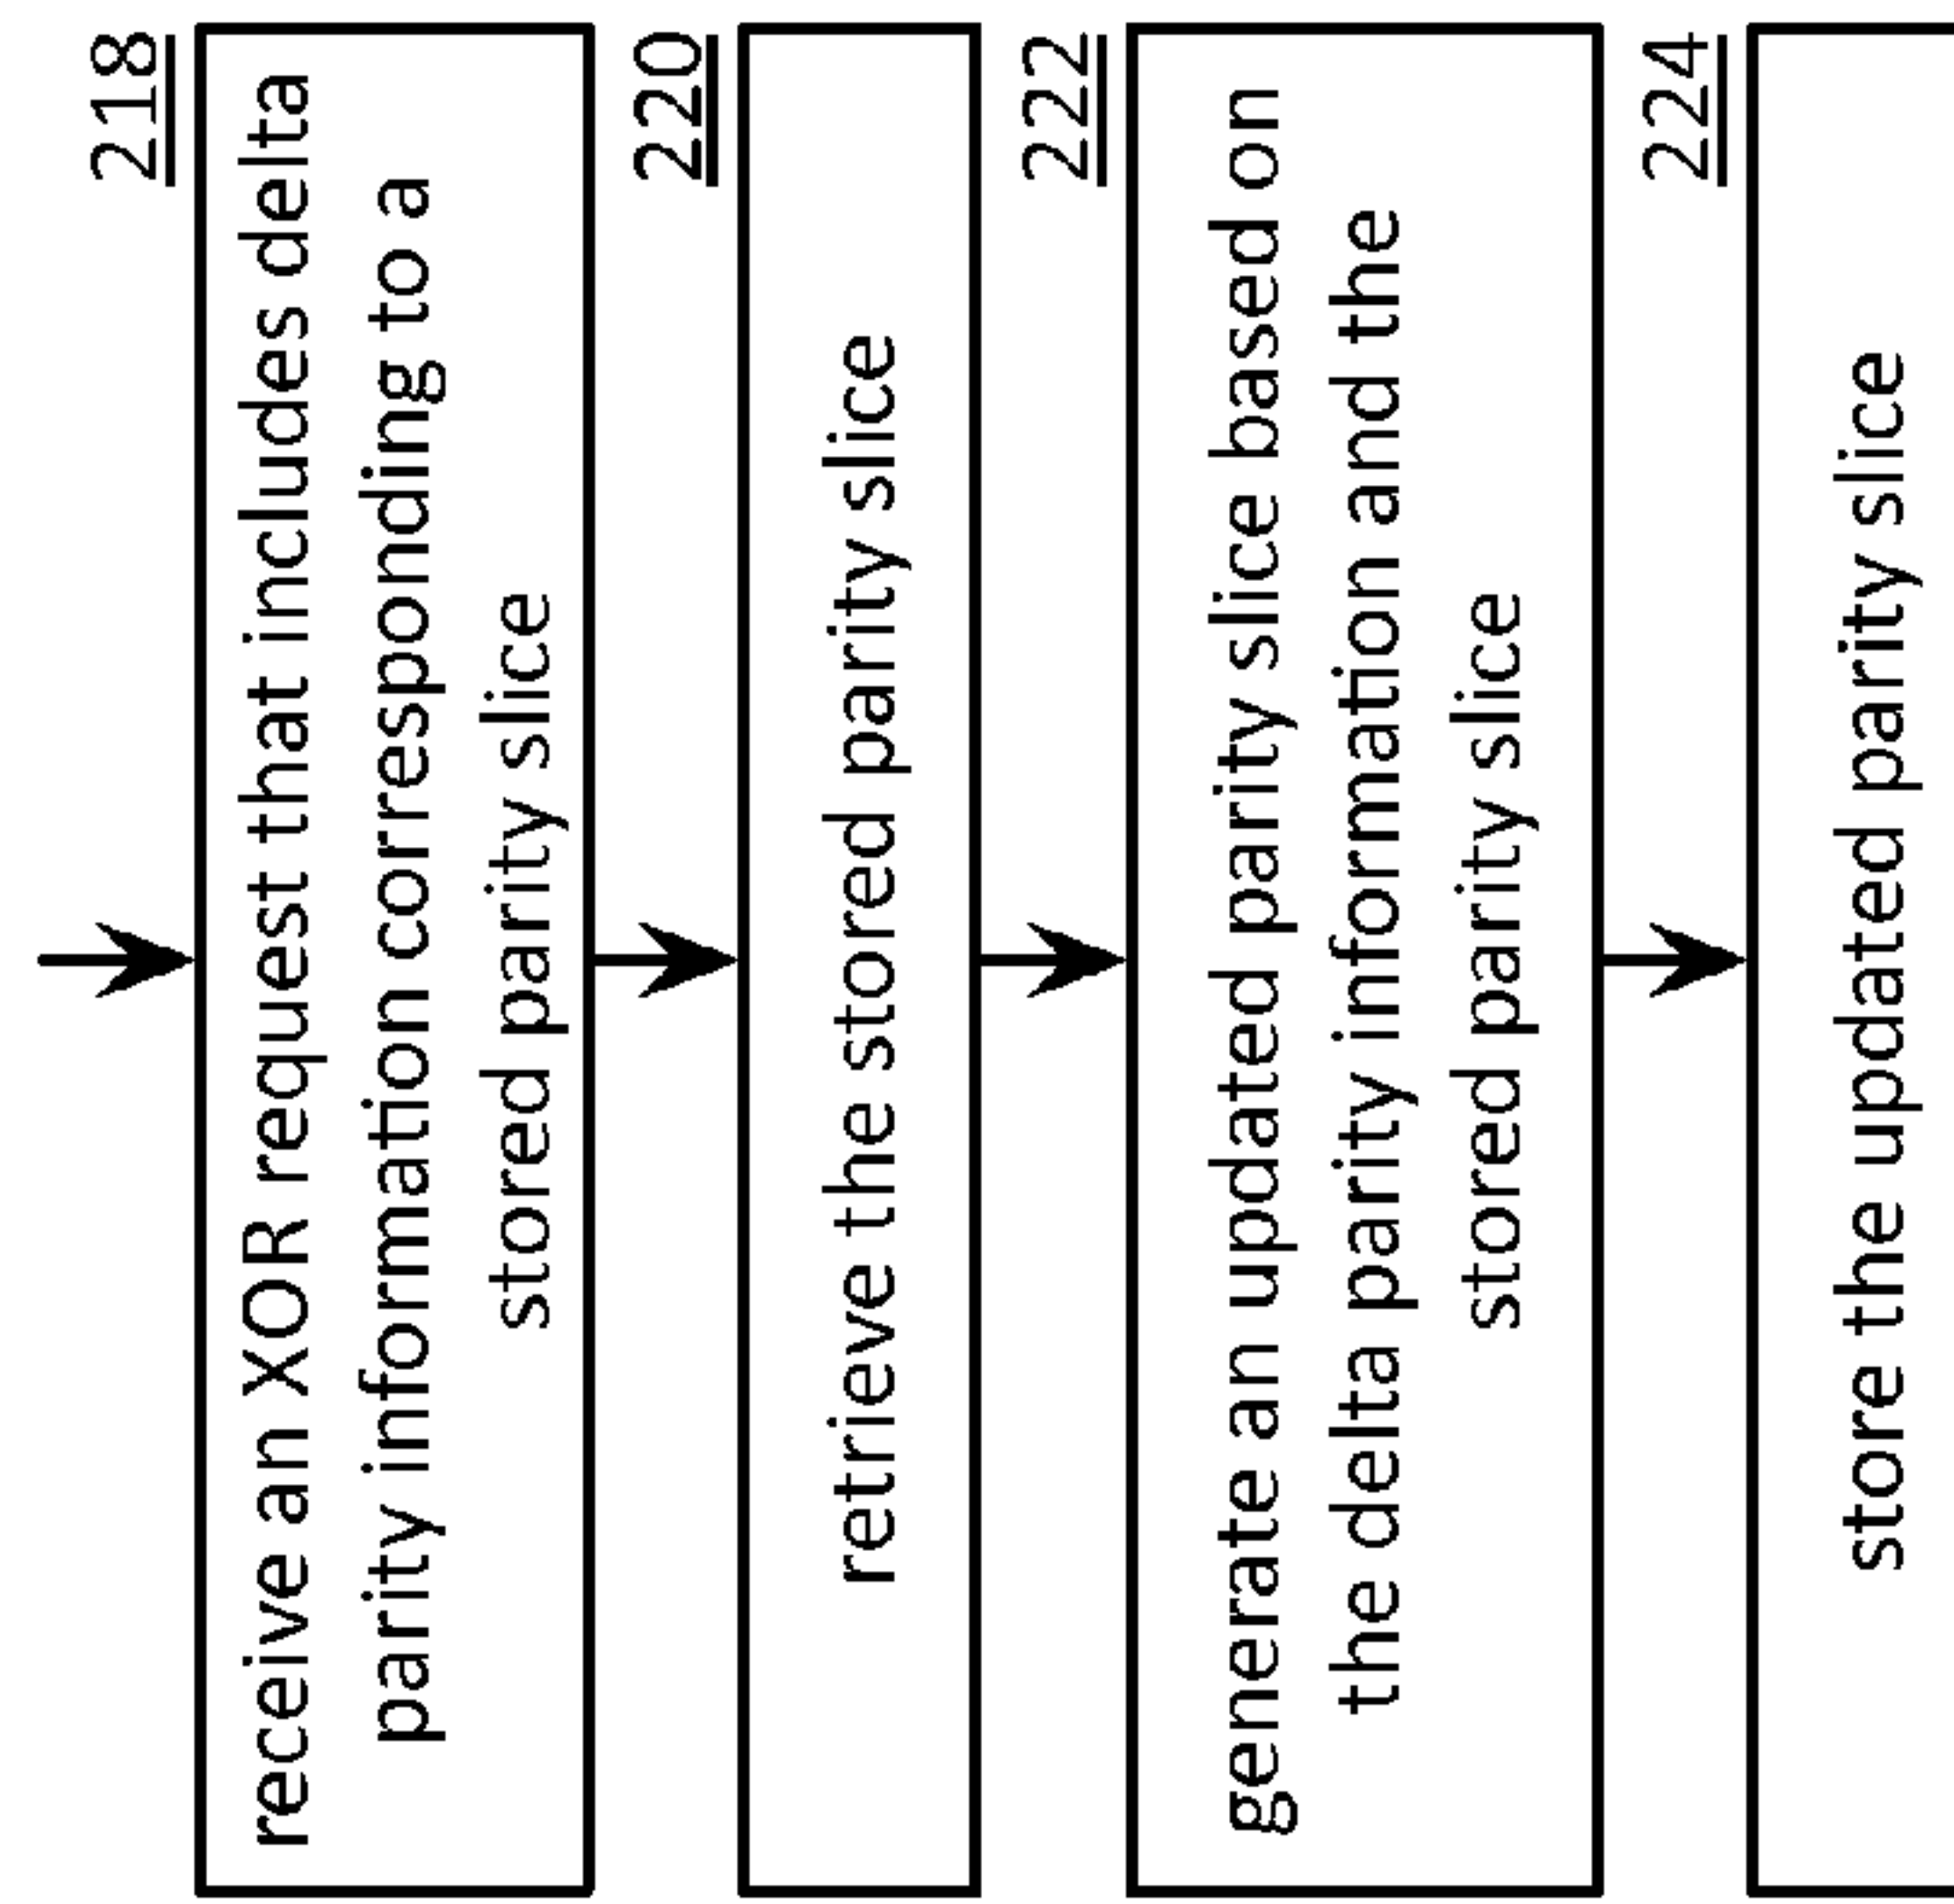 218
receive an XOR request that includes delta
parity information corresponding to a
stored parity slice
220
retrieve the stored parity slice
222
generate an updated parity slice based on
the delta parity information and the
stored parity slice
224
store the updated parity slice